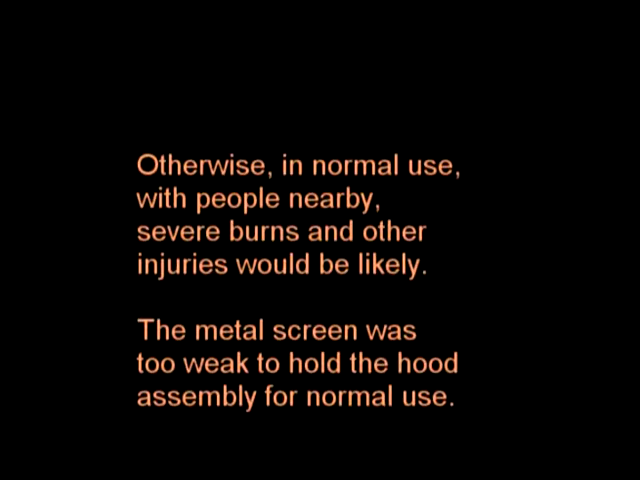 Otherwise, in normal use,
with people nearby,
severe burns and other
injuries would be likely.
The metal screen was
too weak to hold the hood
assembly for normal use.